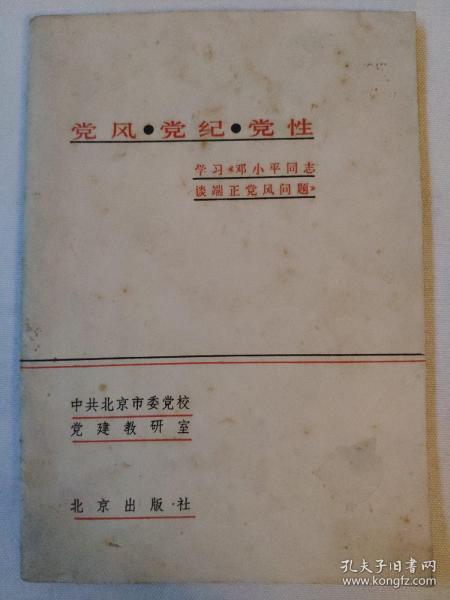 党风•党纪•党性
学习《邓小平同志
谈端正党风问题》
中共北京市委党校
党建教研室
北京出版社
孔夫子旧书网
www.kongfz.com